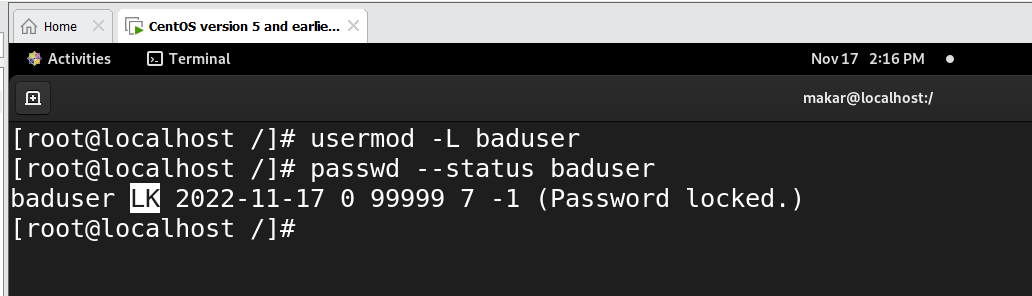 Home
CentOS version 5 and earlie...
Activities
Terminal
Nov 17 2:16 PM
makar@localhost:/
[root@localhost /]# usermod -L baduser
[root@localhost /]# passwd --status baduser
baduser LK 2022-11-17 0 99999 7 -1 (Password locked.)
[root@localhost /]#